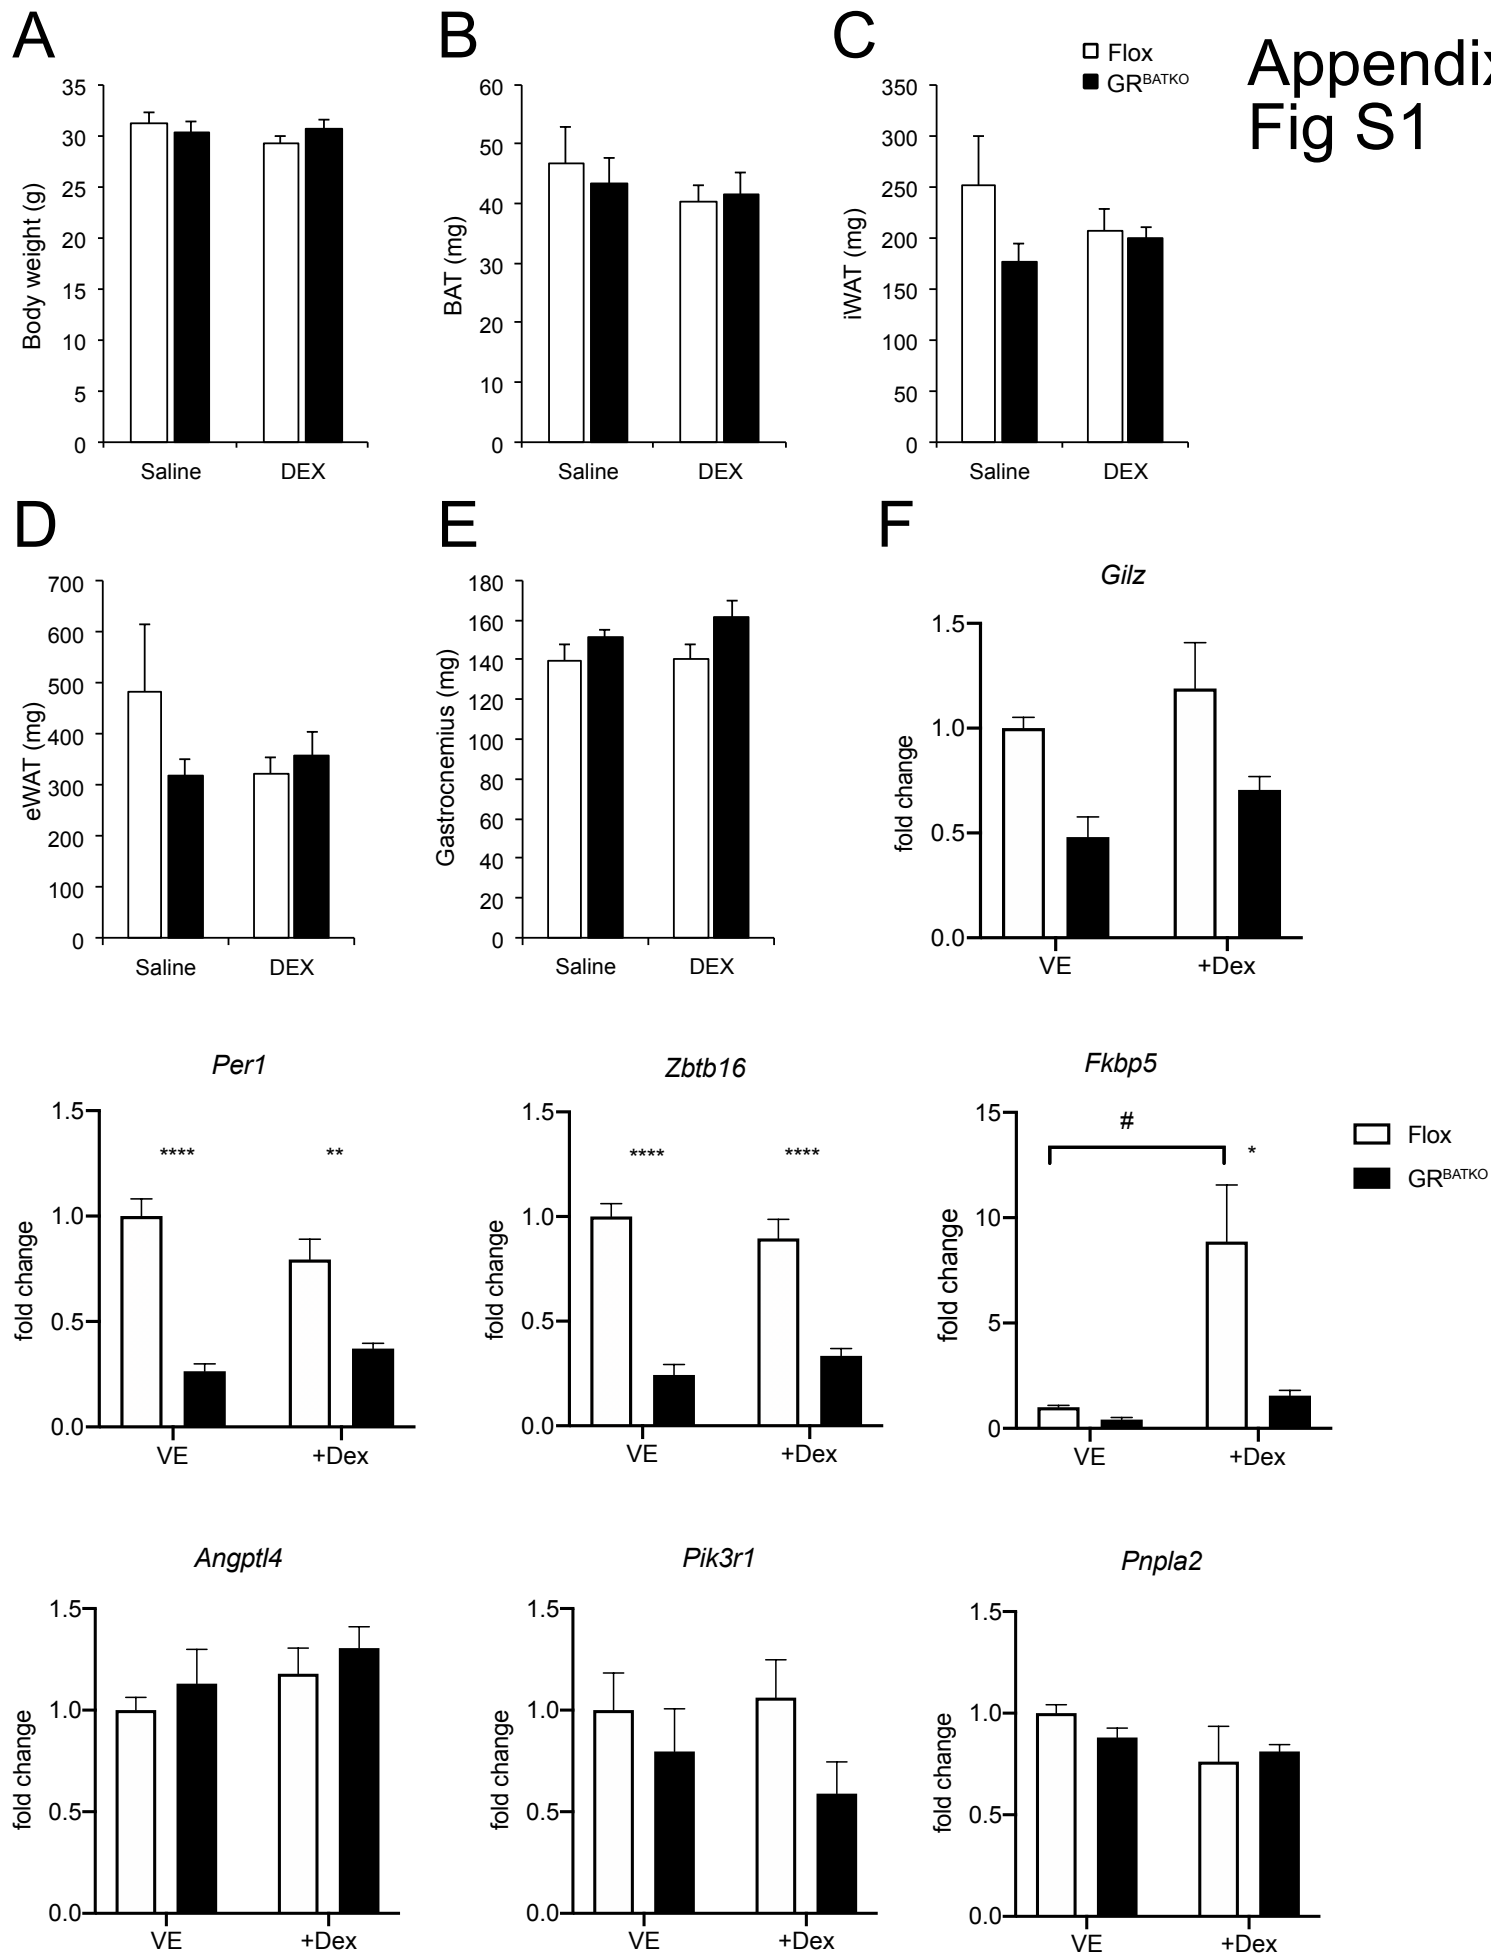 A
B
C
Flox
GRBATKO
Appendix
Fig S1
35
30
25
20
15
10
5
0
Body weight (g)
Saline
DEX
60
50
40
30
20
10
0
BAT (mg)
Saline
DEX
350
300
250
200
150
100
50
0
iWAT (mg)
Saline
DEX
D
E
F
700
600
500
400
300
200
100
0
eWAT (mg)
Saline
DEX
180
160
140
120
100
80
60
40
20
0
Gastrocnemius (mg)
Saline
DEX
Gilz
1.5
1.0
0.5
0.0
fold change
VE
+Dex
Per1
1.5
1.0
0.5
0.0
fold change
****
**
VE
+Dex
Zbtb16
1.5
1.0
0.5
0.0
fold change
****
****
VE
+Dex
Fkbp5
15
10
5
0
fold change
#
*
VE
+Dex
Flox
GRBATKO
Angptl4
1.5
1.0
0.5
0.0
fold change
VE
+Dex
Pik3r1
1.5
1.0
0.5
0.0
fold change
VE
+Dex
Pnpla2
1.5
1.0
0.5
0.0
fold change
VE
+Dex